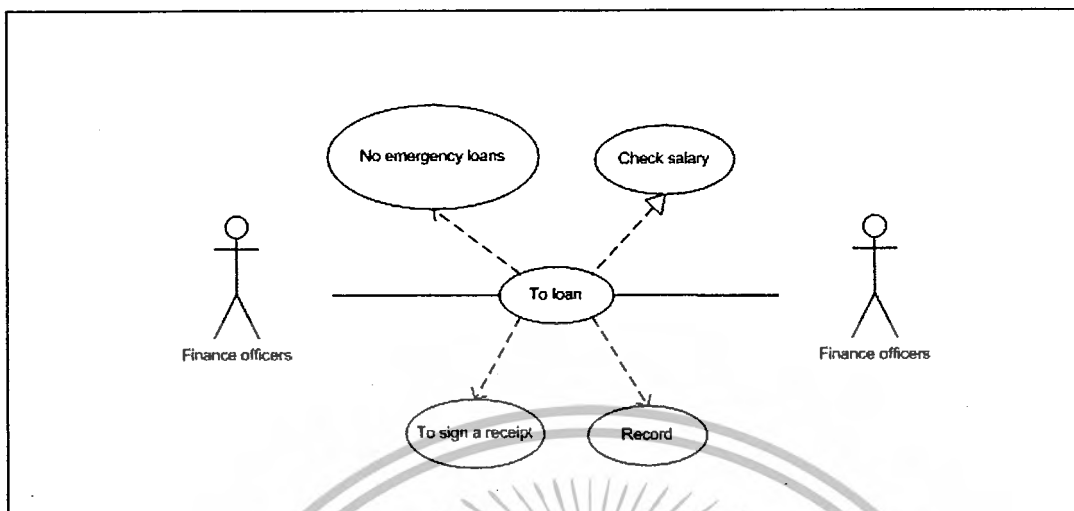 No emergency loans
Check salary
To loan
Finance officers
Finance officers
To sign a receipt
Record